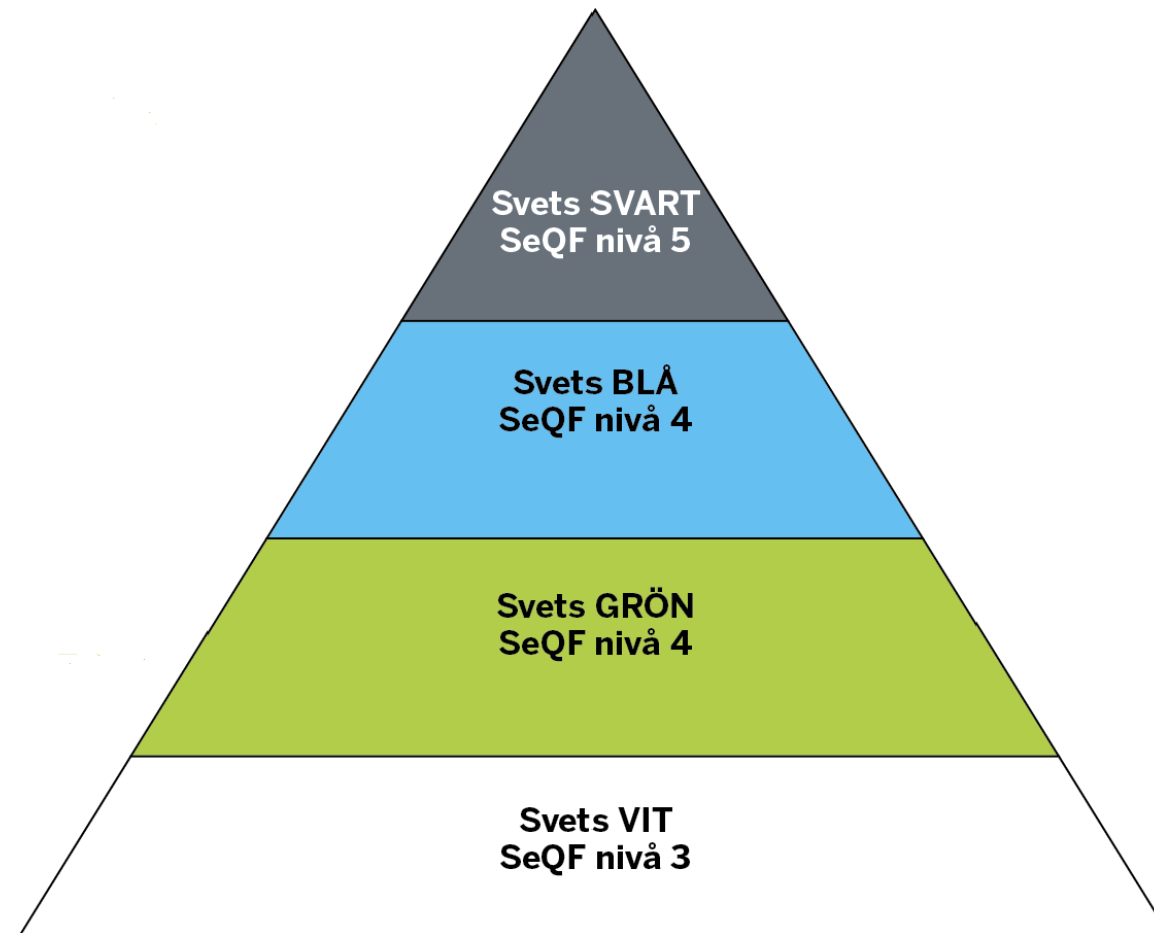 Svets SVART
SeQF nivå 5
Svets BLÅ
SeQF nivå 4
Svets GRÖN
SeQF nivå 4
Svets VIT
SeQF nivå 3